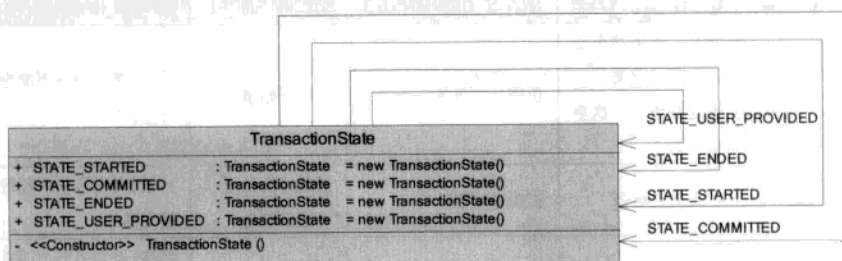 TransactionState
+ STATE_STARTED : TransactionState = new TransactionState()
+ STATE_COMMITTED : TransactionState = new TransactionState()
+ STATE_ENDED : TransactionState = new TransactionState()
+ STATE_USER_PROVIDED : TransactionState = new TransactionState()
- <<Constructor>> TransactionState ()
STATE_USER_PROVIDED
STATE_ENDED
STATE_STARTED
STATE_COMMITTED